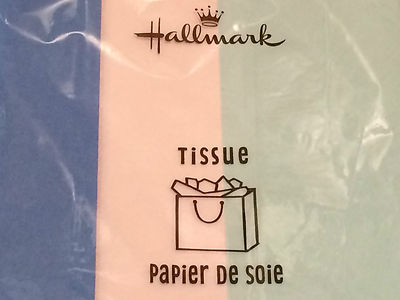 Hallmark
Tissue
Papier de soie